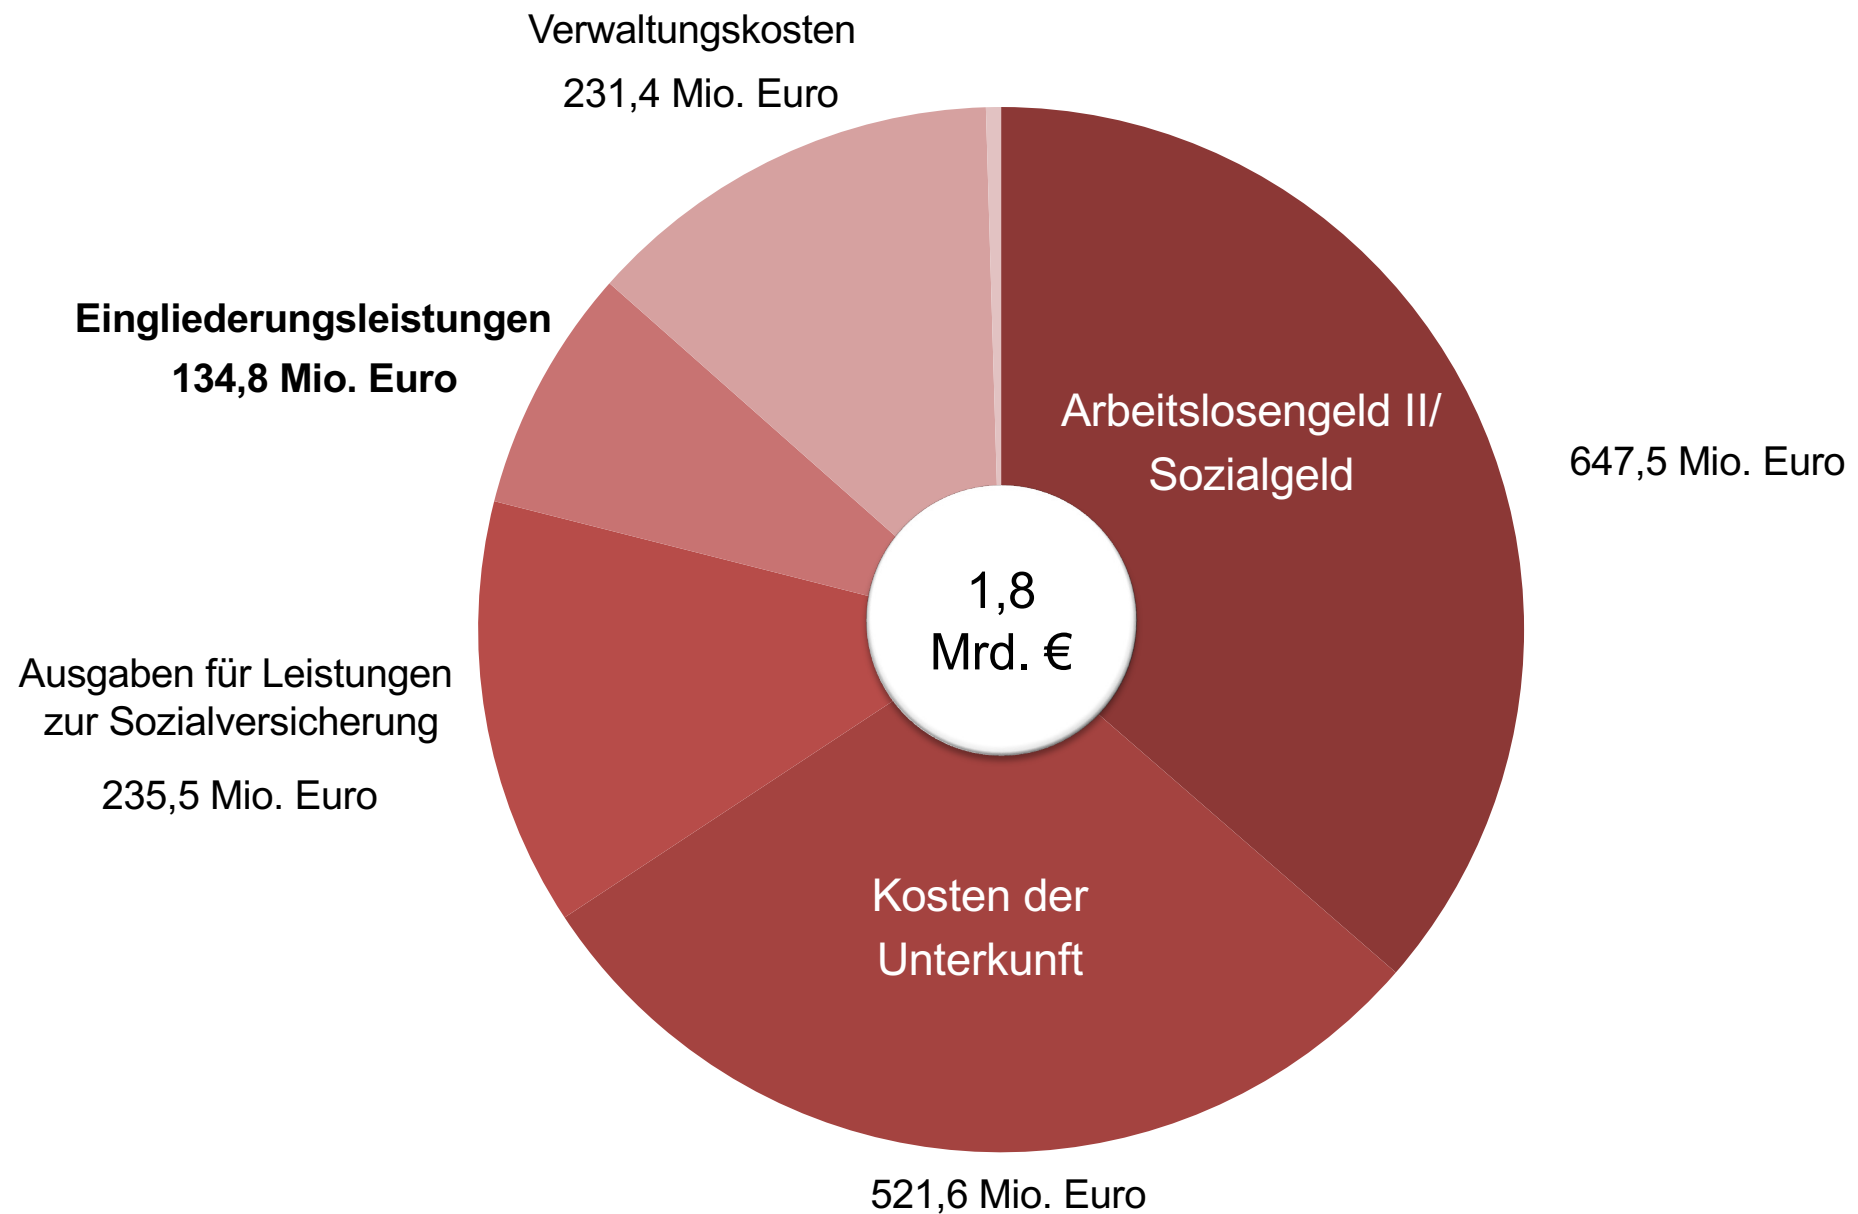 Verwaltungskosten
231,4 Mio. Euro
Eingliederungsleistungen
134,8 Mio. Euro
Arbeitslosengeld II/
Sozialgeld
647,5 Mio. Euro
1,8
Mrd. €
Ausgaben für Leistungen
zur Sozialversicherung
235,5 Mio. Euro
Kosten der
Unterkunft
521,6 Mio. Euro